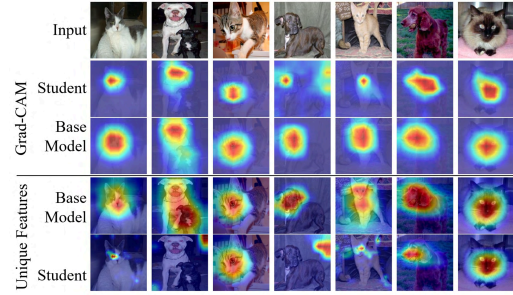 Input
Grad-CAM
Student
Base
Model
Unique Features
Base
Model
Student